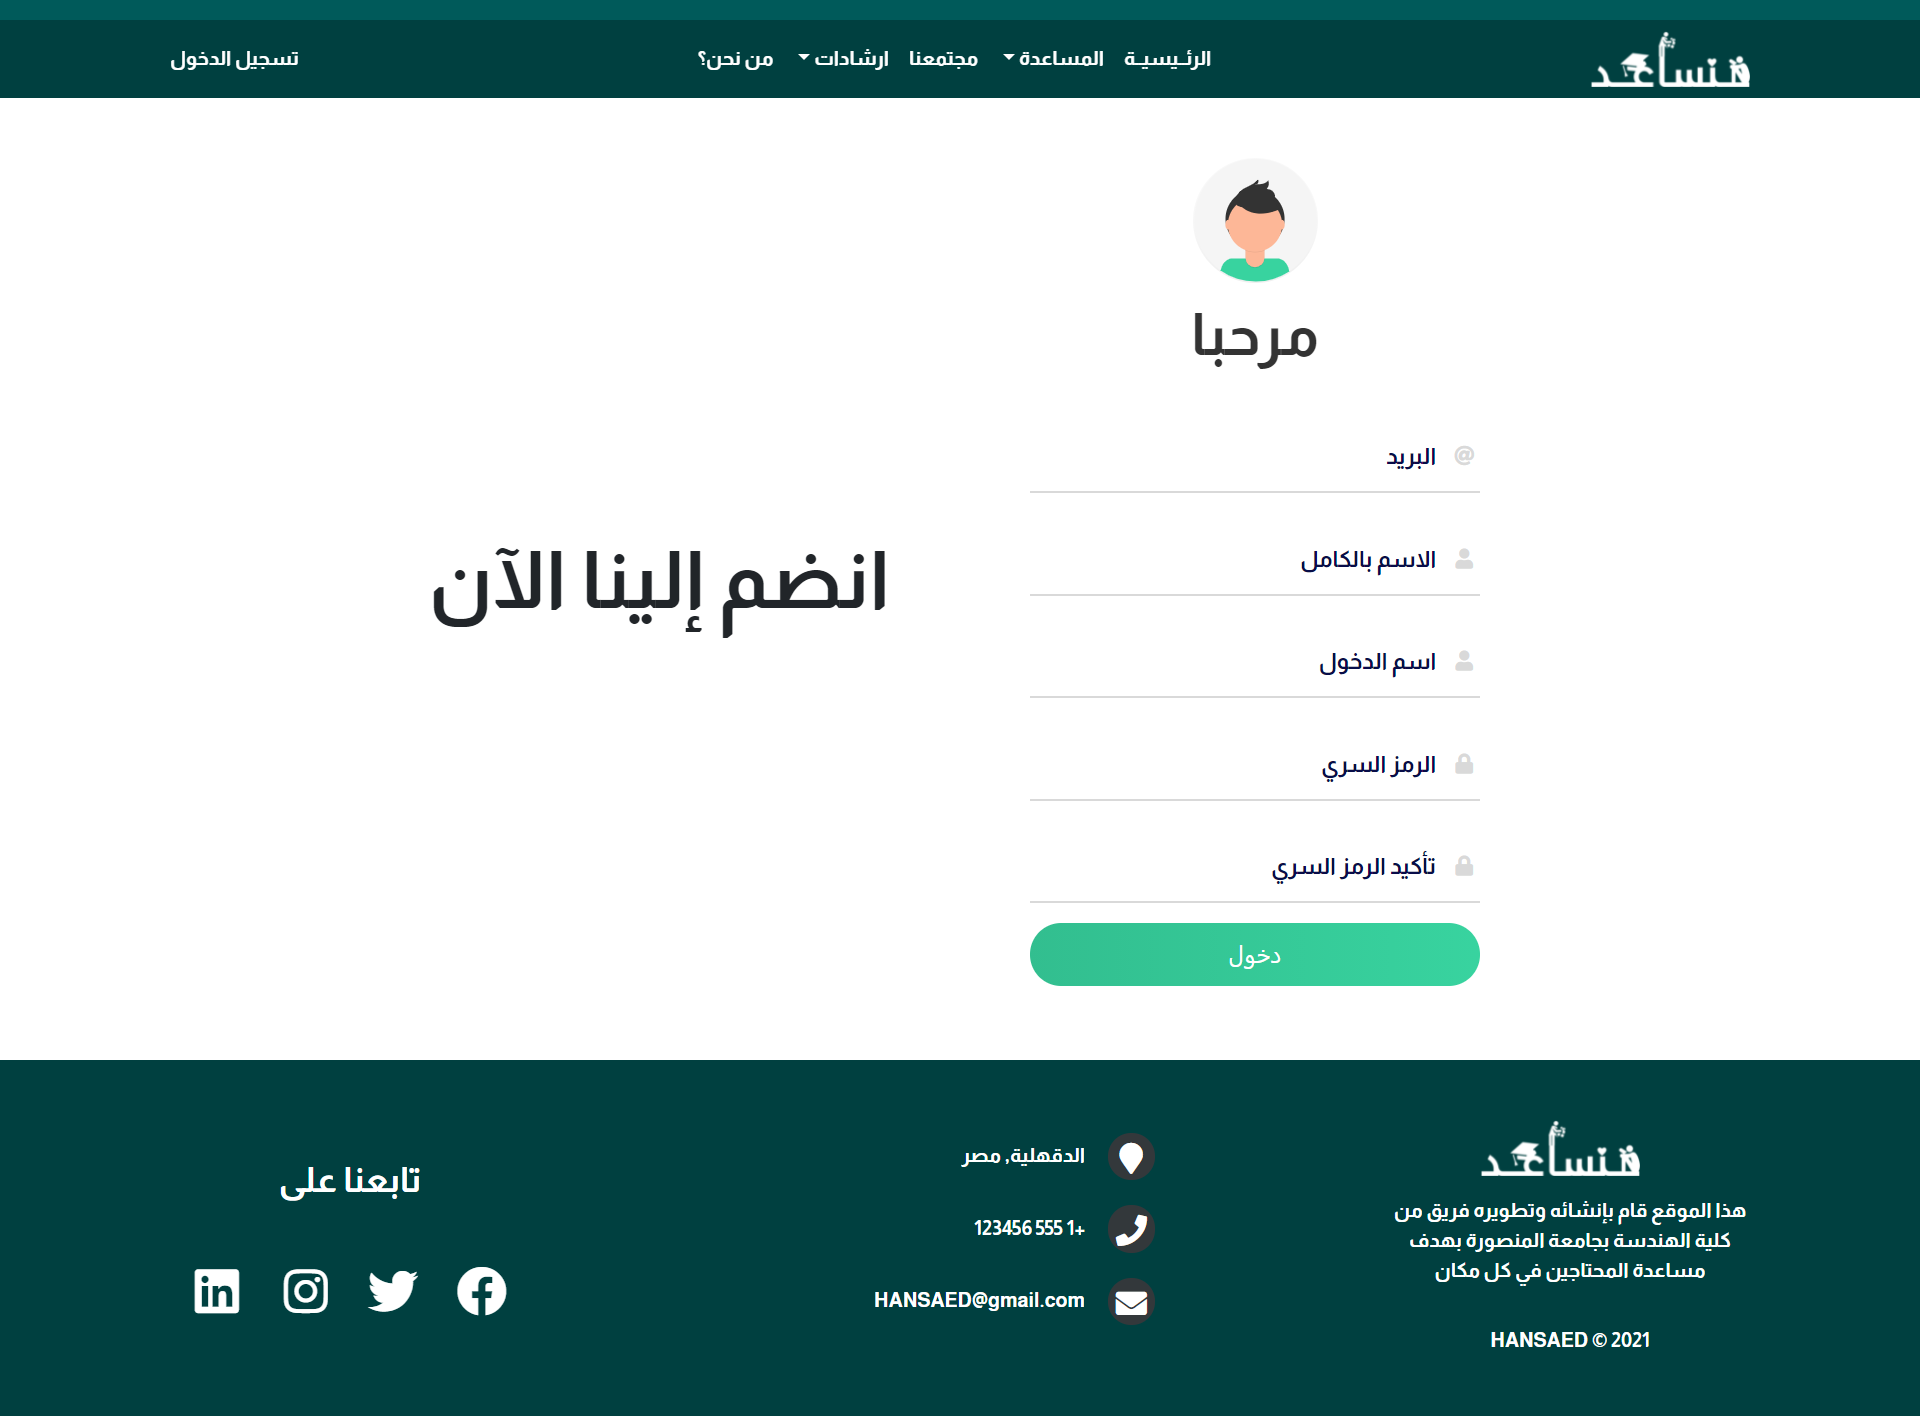 هنساعد
الرئـيسيـة
المساعدة
مجتمعنا
ارشادات
من نحن؟
تسجيل الدخول
مرحبا
البريد
الاسم بالكامل
اسم الدخول
الرمز السري
تأكيد الرمز السري
دخول
انضم إلينا الآن
هنساعد
هذا الموقع قام بإنشائه وتطويره فريق من
كلية الهندسة بجامعة المنصورة بهدف
مساعدة المحتاجين في كل مكان
HANSAED © 2021
الدقهلية, مصر
+1 555 123456
HANSAED@gmail.com
تابعنا على